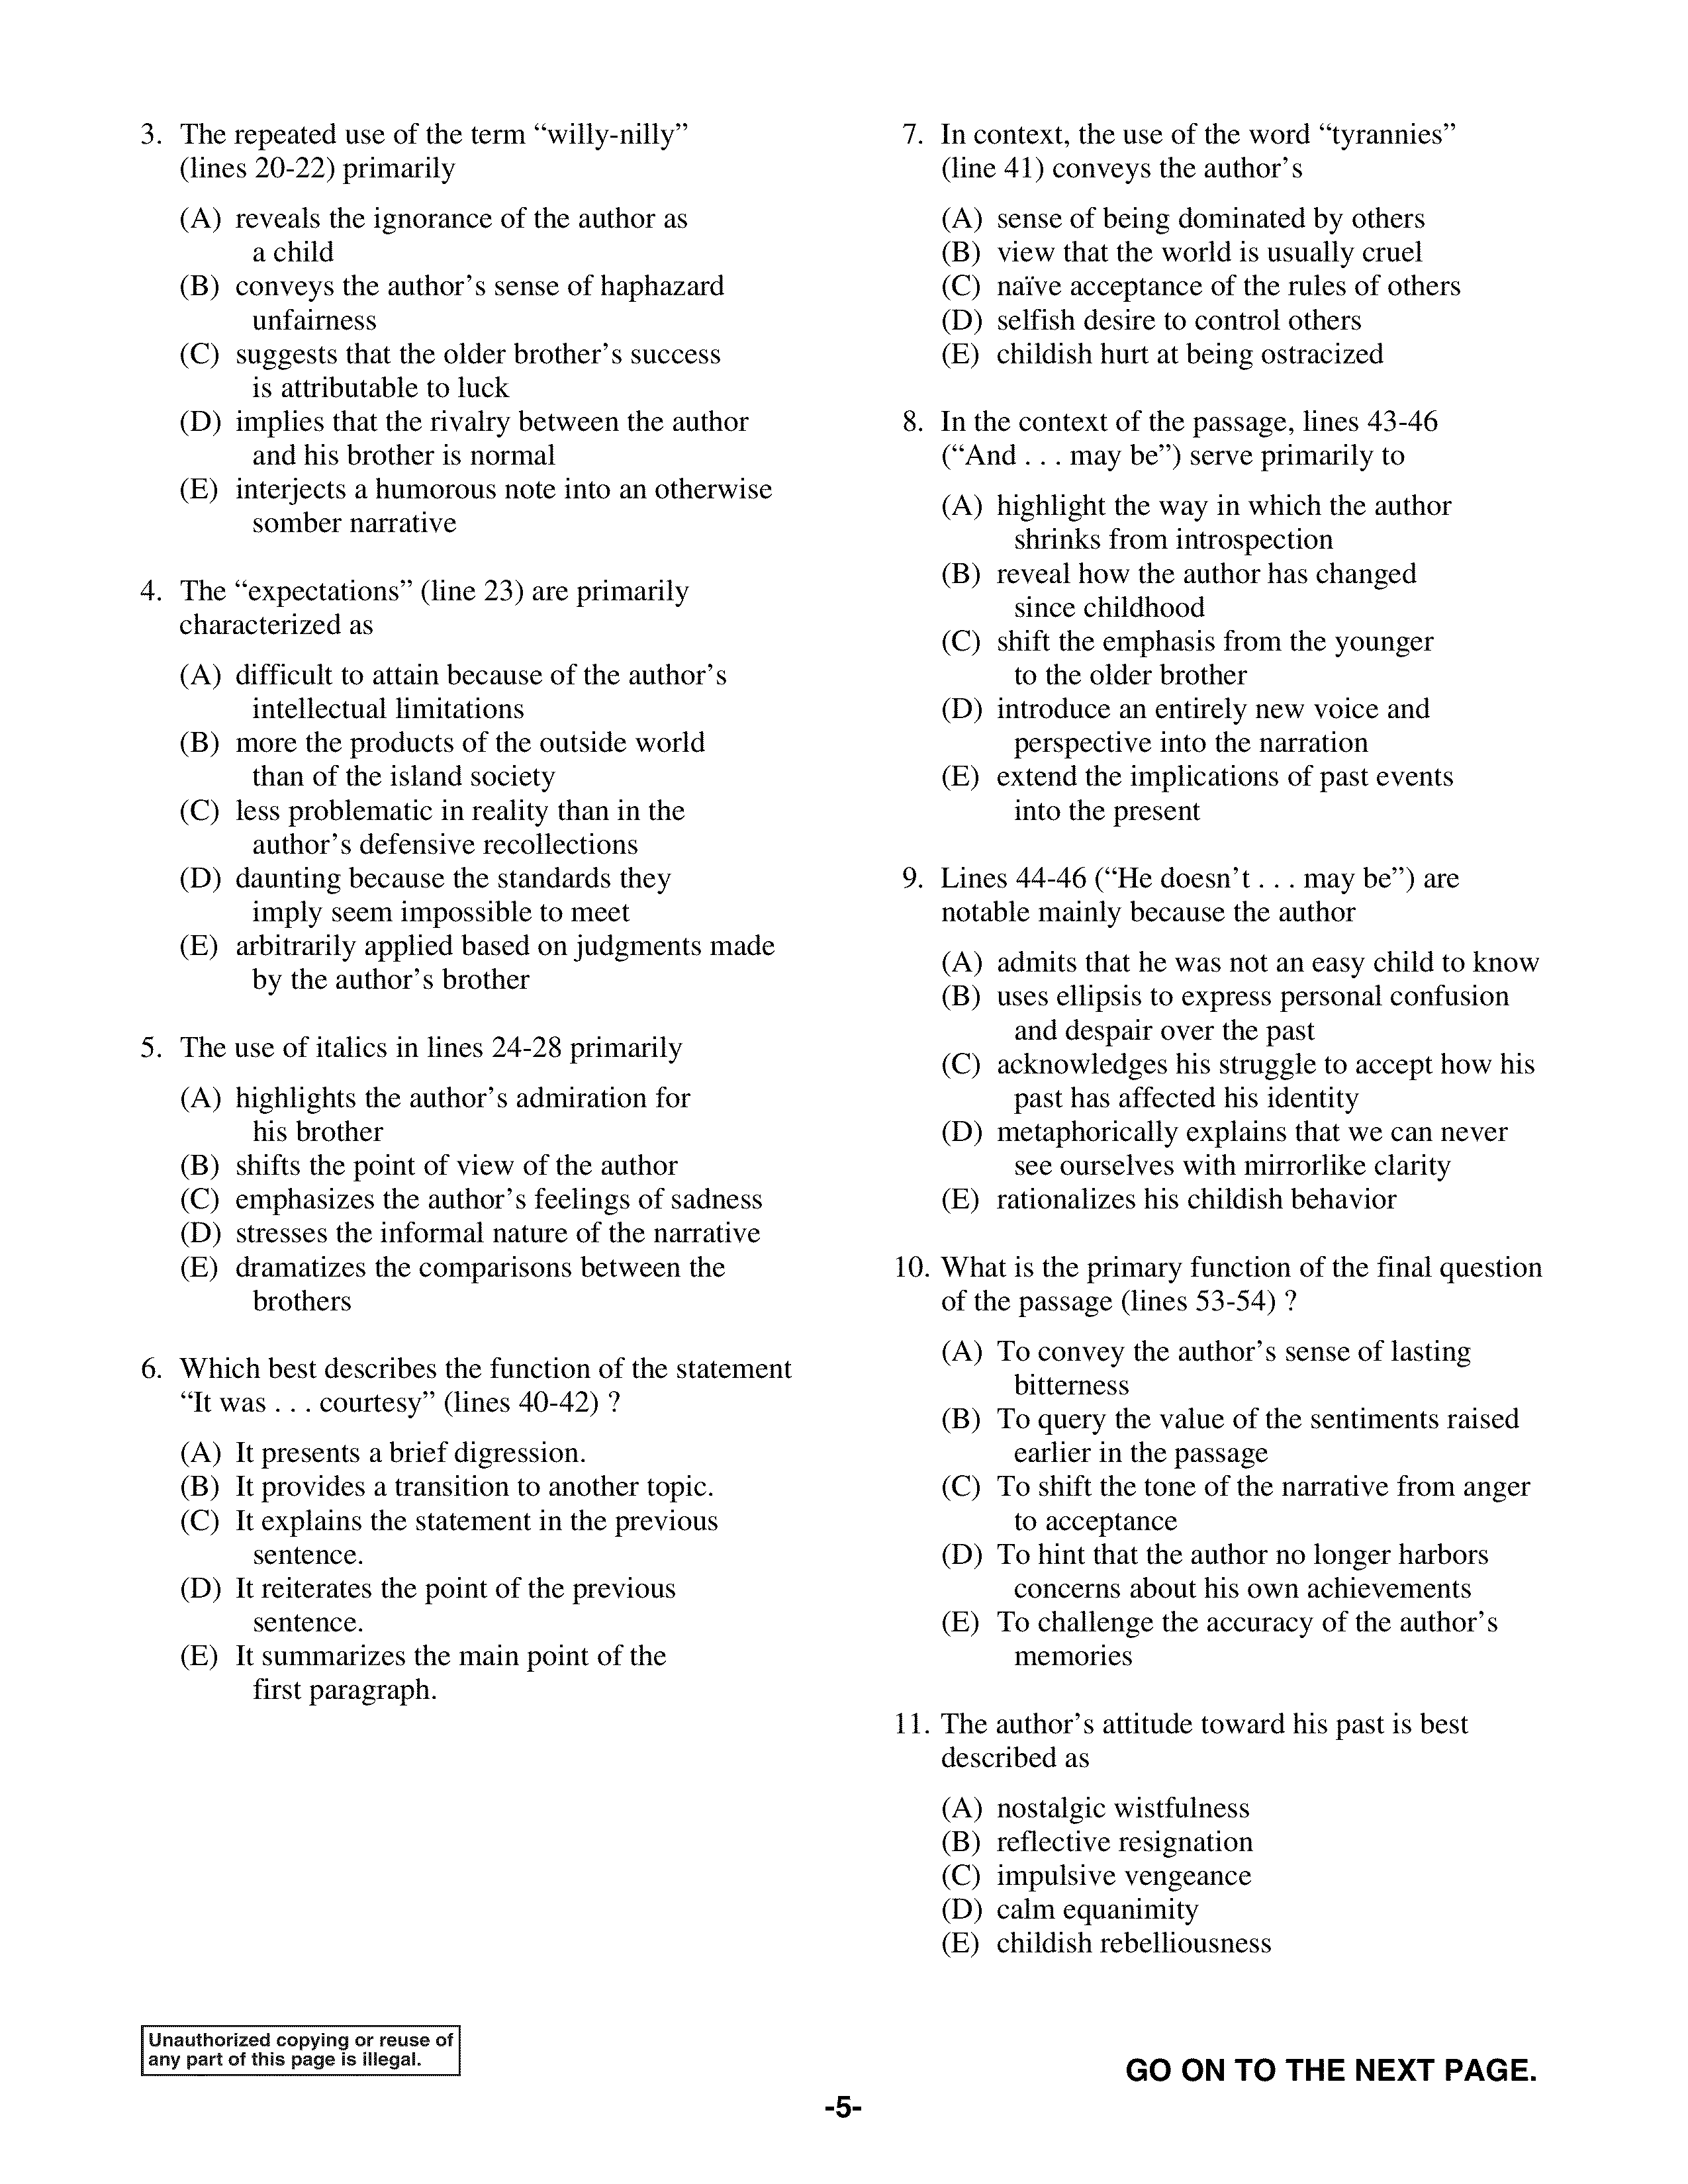 3. The repeated use of the term “willy-nilly”
(lines 20-22) primarily
(A) reveals the ignorance of the author as
a child
(B) conveys the author’s sense of haphazard
unfairness
(C) suggests that the older brother’s success
is attributable to luck
(D) implies that the rivalry between the author
and his brother is normal
(E) interjects a humorous note into an otherwise
somber narrative
4. The “expectations” (line 23) are primarily
characterized as
(A) difficult to attain because of the author’s
intellectual limitations
(B) more the products of the outside world
than of the island society
(C) less problematic in reality than in the
author’s defensive recollections
(D) daunting because the standards they
imply seem impossible to meet
(E) arbitrarily applied based on judgments made
by the author’s brother
5. The use of italics in lines 24-28 primarily
(A) highlights the author’s admiration for
his brother
(B) shifts the point of view of the author
(C) emphasizes the author’s feelings of sadness
(D) stresses the informal nature of the narrative
(E) dramatizes the comparisons between the
brothers
6. Which best describes the function of the statement
“It was . . . courtesy” (lines 40-42) ?
(A) It presents a brief digression.
(B) It provides a transition to another topic.
(C) It explains the statement in the previous
sentence.
(D) It reiterates the point of the previous
sentence.
(E) It summarizes the main point of the
first paragraph.
7. In context, the use of the word “tyrannies”
(line 41) conveys the author’s
(A) sense of being dominated by others
(B) view that the world is usually cruel
(C) naïve acceptance of the rules of others
(D) selfish desire to control others
(E) childish hurt at being ostracized
8. In the context of the passage, lines 43-46
(“And . . . may be”) serve primarily to
(A) highlight the way in which the author
shrinks from introspection
(B) reveal how the author has changed
since childhood
(C) shift the emphasis from the younger
to the older brother
(D) introduce an entirely new voice and
perspective into the narration
(E) extend the implications of past events
into the present
9. Lines 44-46 (“He doesn’t . . . may be”) are
notable mainly because the author
(A) admits that he was not an easy child to know
(B) uses ellipsis to express personal confusion
and despair over the past
(C) acknowledges his struggle to accept how his
past has affected his identity
(D) metaphorically explains that we can never
see ourselves with mirrorlike clarity
(E) rationalizes his childish behavior
10. What is the primary function of the final question
of the passage (lines 53-54) ?
(A) To convey the author’s sense of lasting
bitterness
(B) To query the value of the sentiments raised
earlier in the passage
(C) To shift the tone of the narrative from anger
to acceptance
(D) To hint that the author no longer harbors
concerns about his own achievements
(E) To challenge the accuracy of the author’s
memories
11. The author’s attitude toward his past is best
described as
(A) nostalgic wistfulness
(B) reflective resignation
(C) impulsive vengeance
(D) calm equanimity
(E) childish rebelliousness
Unauthorized copying or reuse of
any part of this page is illegal.
GO ON TO THE NEXT PAGE.
-5-